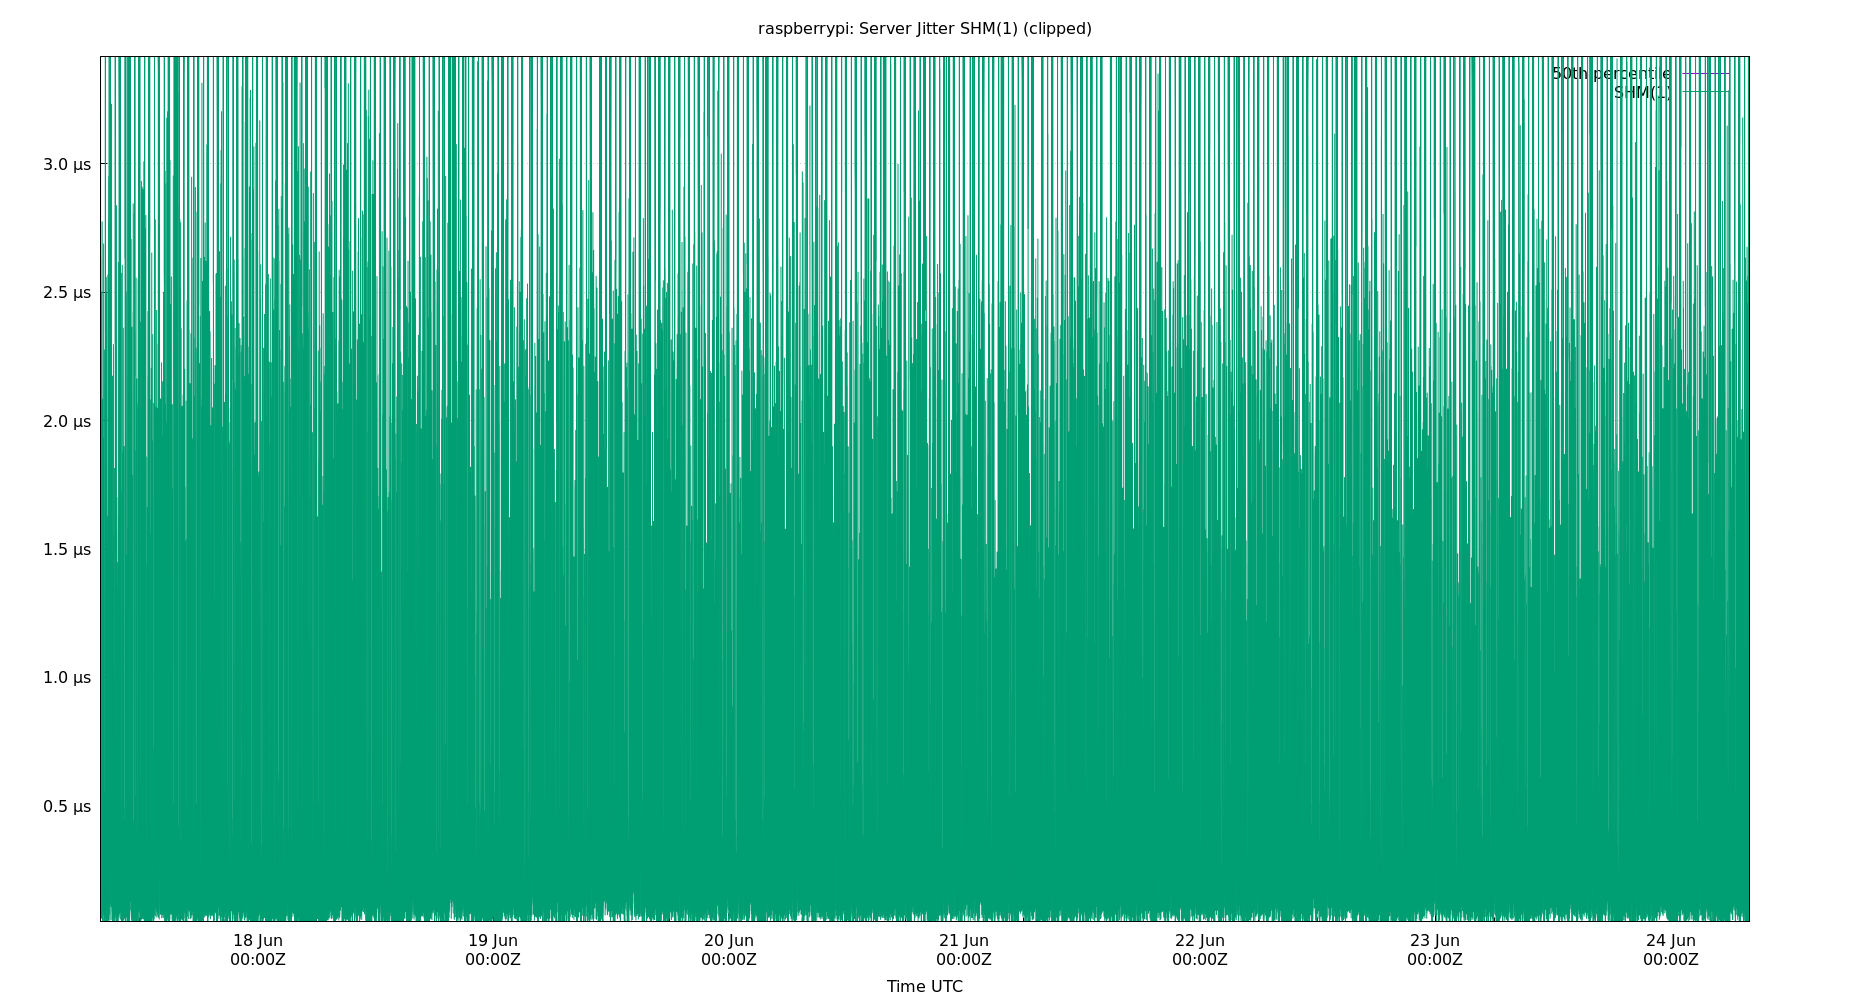 raspberrypi: Server Jitter SHM(1) (clipped)
50th percentile
SHM(1)
3.0 µs
2.5 µs
2.0 µs
1.5 µs
1.0 µs
0.5 µs
18 Jun 19 Jun 20 Jun 21 Jun 22 Jun 23 Jun 24 Jun
00:00Z 00:00Z 00:00Z 00:00Z 00:00Z 00:00Z 00:00Z
Time UTC